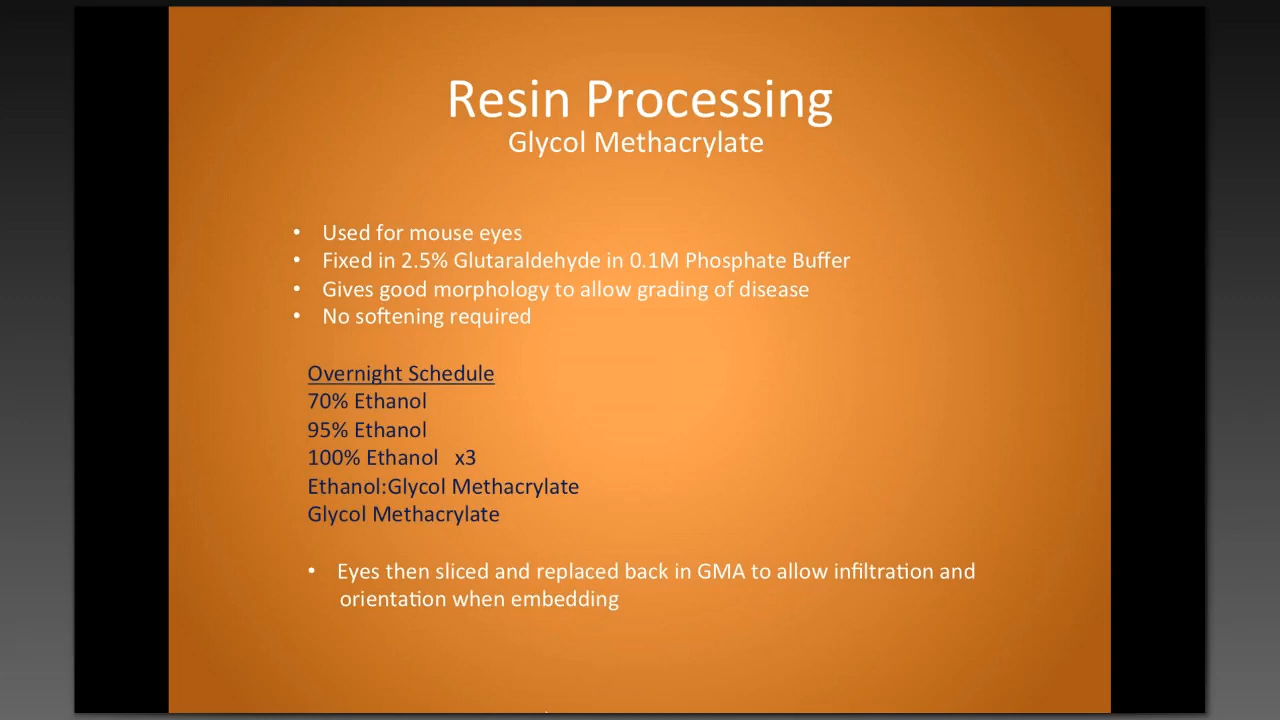 Resin Processing
Glycol Methacrylate
• Used for mouse eyes
• Fixed in 2.5% Glutaraldehyde in 0.1M Phosphate Buffer
• Gives good morphology to allow grading of disease
• No softening required
Overnight Schedule
70% Ethanol
95% Ethanol
100% Ethanol x3
Ethanol:Glycol Methacrylate
Glycol Methacrylate
• Eyes then sliced and replaced back in GMA to allow infiltration and
orientation when embedding